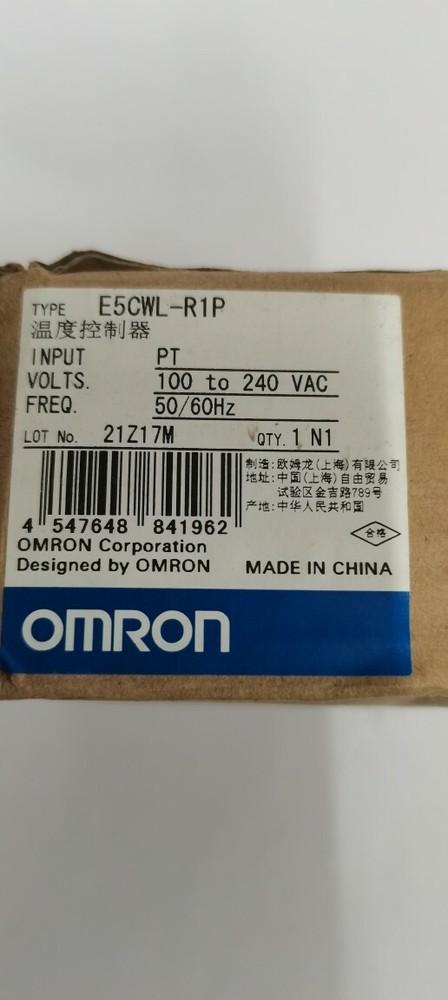 TYPE E5CWL-R1P
温度控制器
INPUT PT
VOLTS. 100 to 240 VAC
FREQ. 50/60Hz
LOT No. 21Z17M QTY. 1 N1
制造:欧姆龙(上海)有限公司
地址:中国(上海)自由贸易
试验区金吉路789号
产地:中华人民共和国
4 547648 841962
合格
OMRON Corporation
Designed by OMRON MADE IN CHINA
OMRON